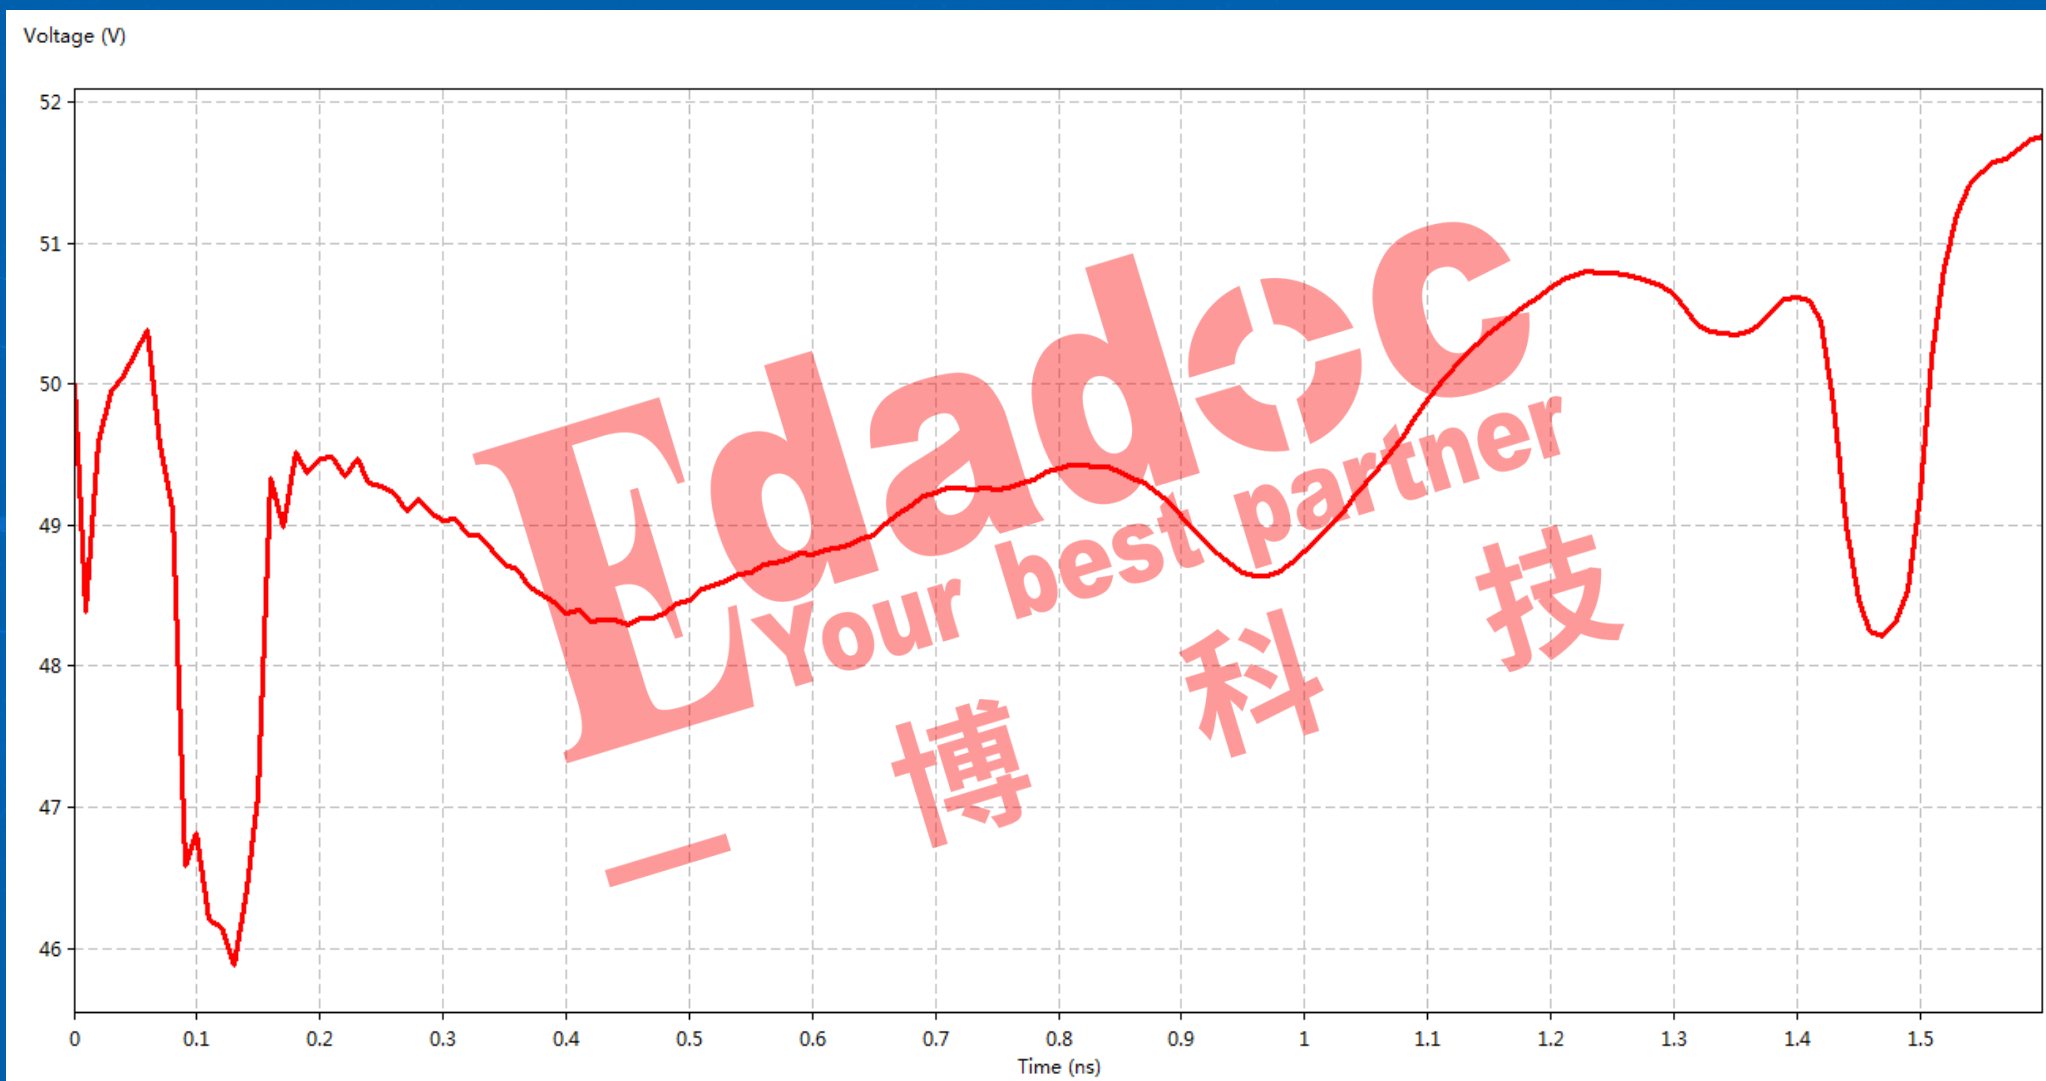 Voltage (V)
52
51
50
49
48
47
46
0 0.1 0.2 0.3 0.4 0.5 0.6 0.7 0.8 0.9 1 1.1 1.2 1.3 1.4 1.5
Time (ns)
Edadoc
Your best partner
一博科技